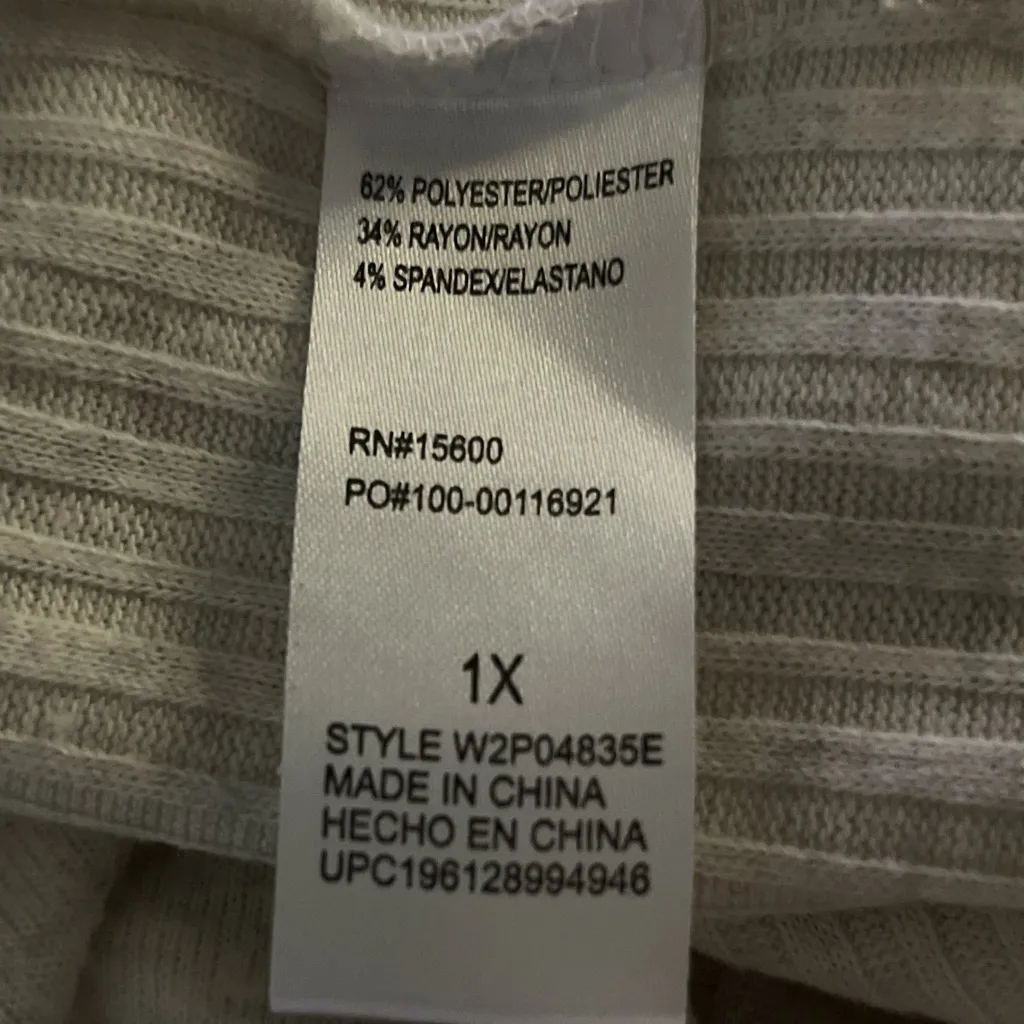 62% POLYESTER/POLIESTER
34% RAYON/RAYON
4% SPANDEX/ELASTANO
RN#15600
PO#100-00116921
1X
STYLE W2P04835E
MADE IN CHINA
HECHO EN CHINA
UPC196128994946